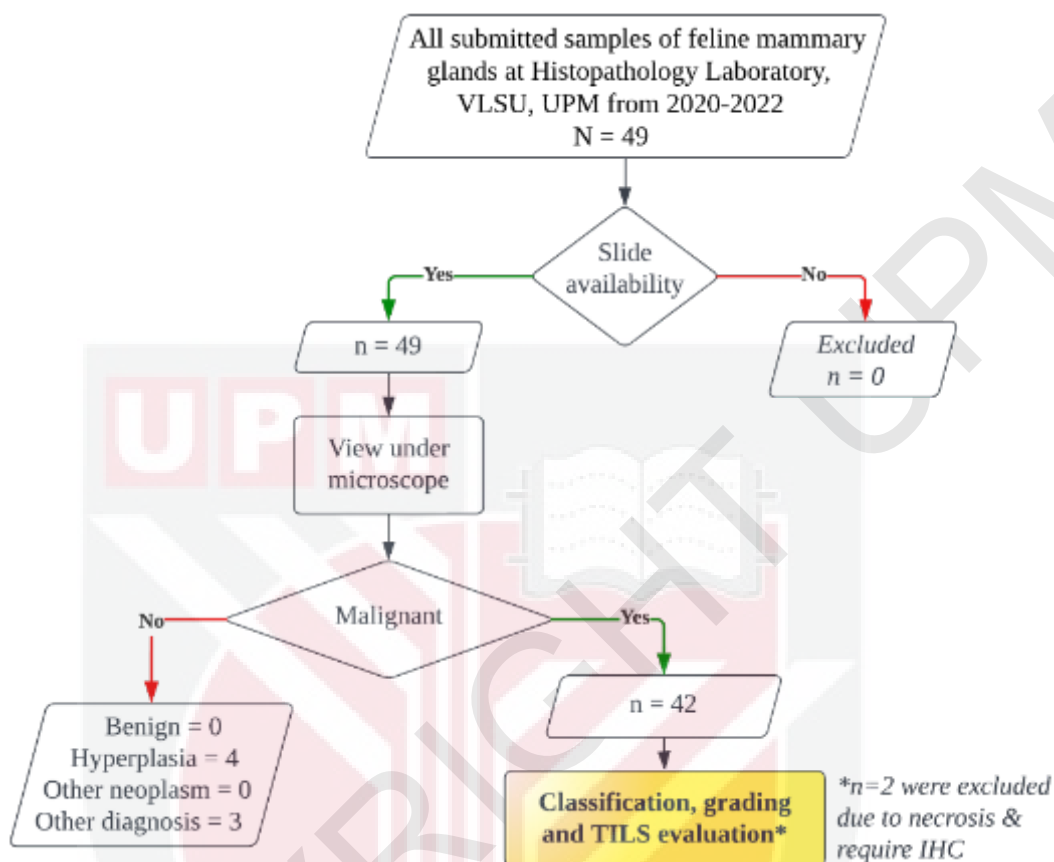 All submitted samples of feline mammary
glands at Histopathology Laboratory,
VLSU, UPM from 2020-2022
N = 49
Slide
availability
Yes
No
n = 49
Excluded
n = 0
UPM
View under
microscope
Malignant
No
Yes
Benign = 0
Hyperplasia = 4
Other neoplasm = 0
Other diagnosis = 3
n = 42
Classification, grading
and TILS evaluation*
*n=2 were excluded
due to necrosis &
require IHC
YRIGHT UPM